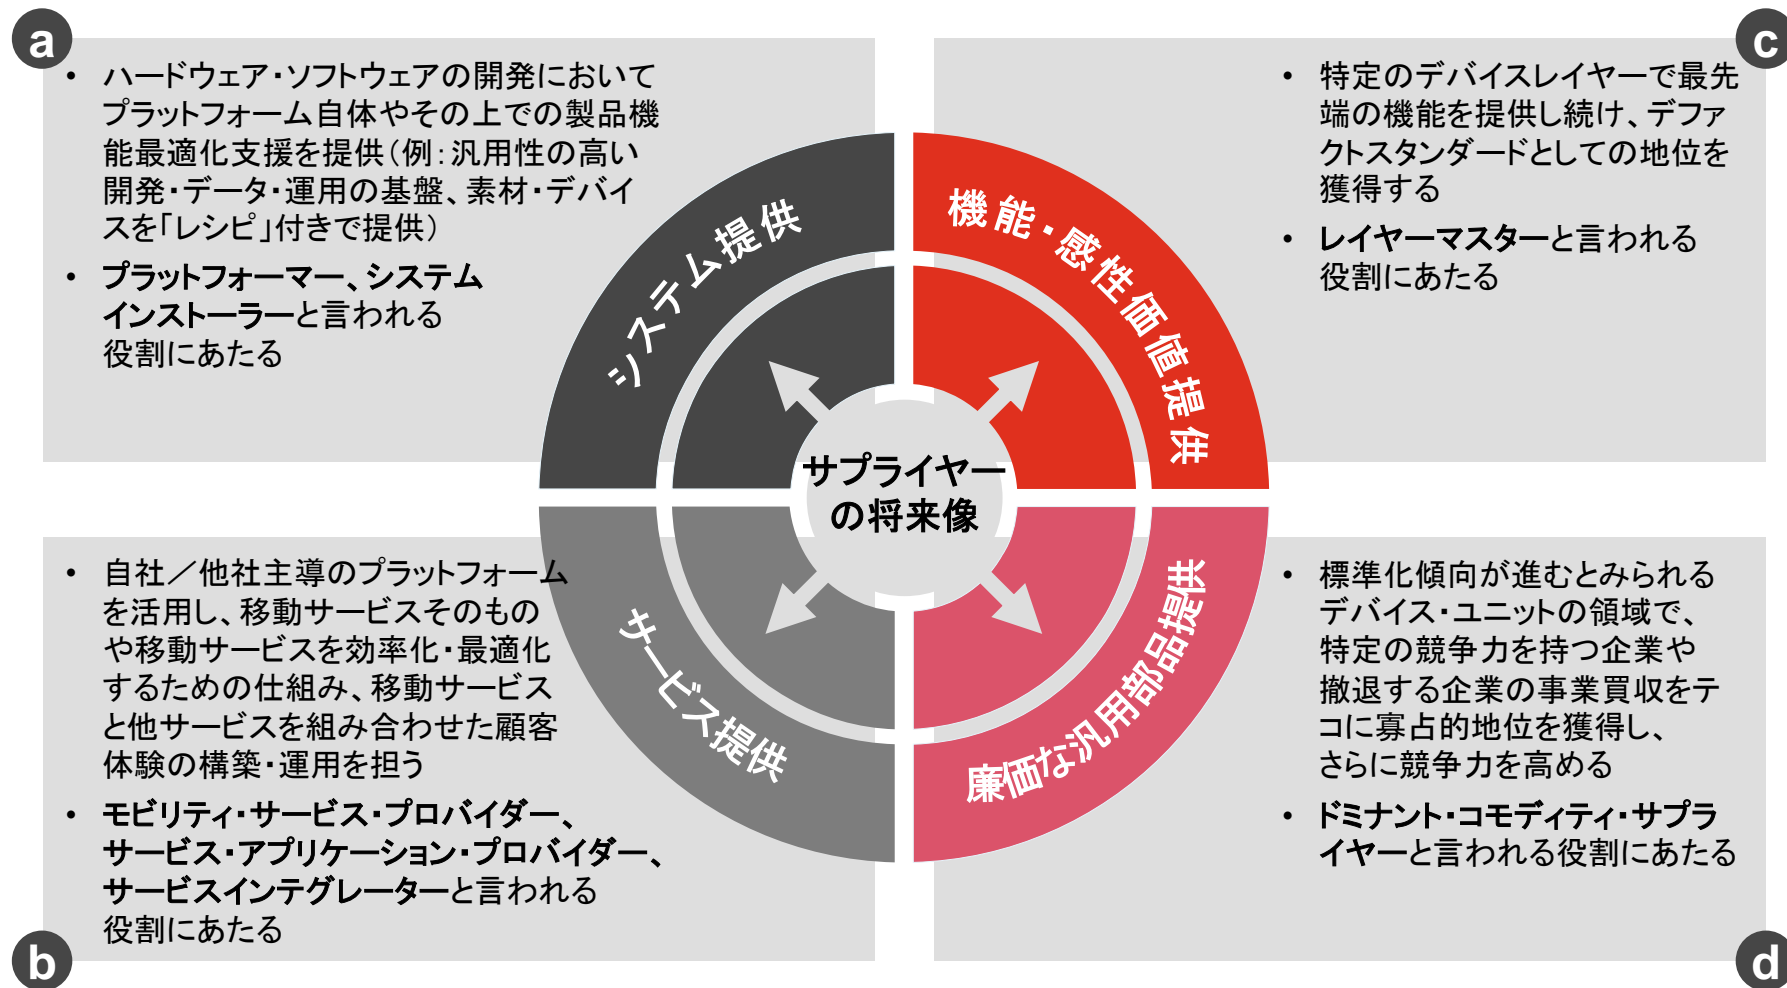 a
• ハードウェア・ソフトウェアの開発において
プラットフォーム自体やその上での製品機
能最適化支援を提供（例：汎用性の高い
開発・データ・運用の基盤、素材・デバイ
スを「レシピ」付きで提供）
• プラットフォーマー、システム
インストーラーと言われる
役割にあたる
b
• 自社／他社主導のプラットフォーム
を活用し、移動サービスそのもの
や移動サービスを効率化・最適化
するための仕組み、移動サービス
と他サービスを組み合わせた顧客
体験の構築・運用を担う
• モビリティ・サービス・プロバイダー、
サービス・アプリケーション・プロバイダー、
サービスインテグレーターと言われる
役割にあたる
c
• 特定のデバイスレイヤーで最先
端の機能を提供し続け、デファ
クトスタンダードとしての地位を
獲得する
• レイヤーマスターと言われる
役割にあたる
d
• 標準化傾向が進むとみられる
デバイス・ユニットの領域で、
特定の競争力を持つ企業や
撤退する企業の事業買収をテ
コに寡占的地位を獲得し、
さらに競争力を高める
• ドミナント・コモディティ・サプラ
イヤーと言われる役割にあたる
システム提供
機能・感性価値提供
サービス提供
廉価な汎用部品提供
サプライヤー
の将来像